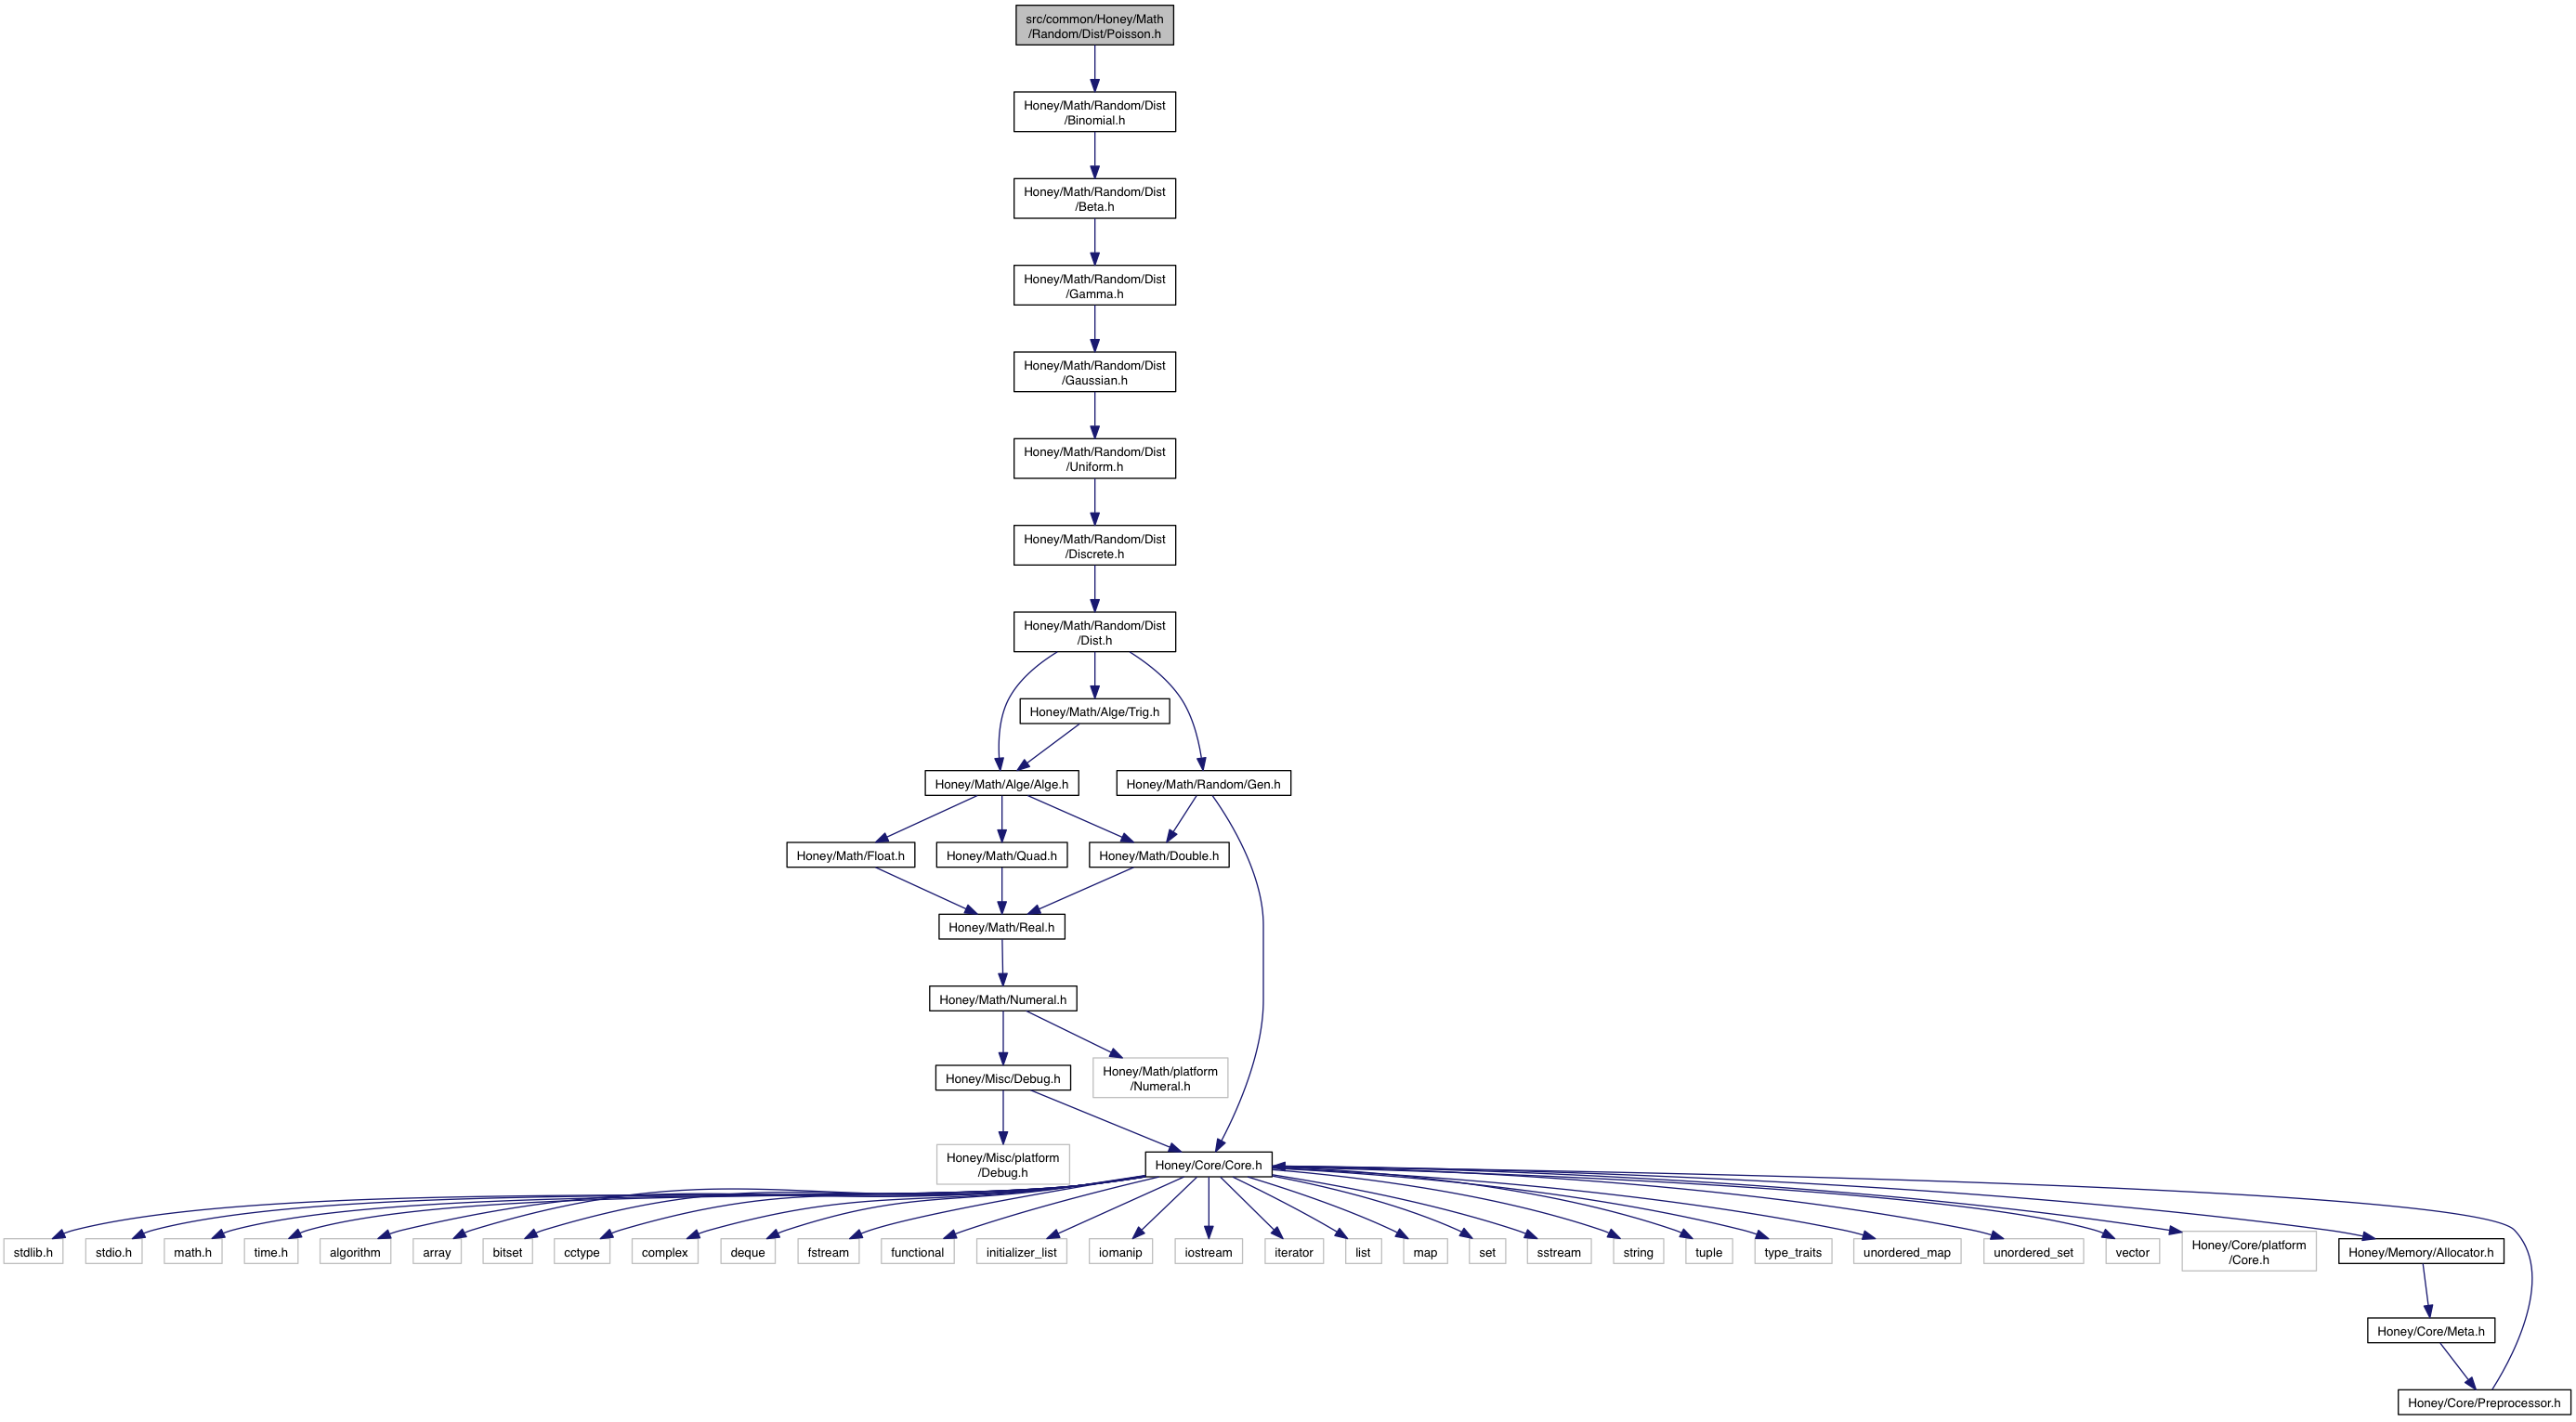 src/common/Honey/Math
/Random/Dist/Poisson.h
Honey/Math/Random/Dist
/Binomial.h
Honey/Math/Random/Dist
/Beta.h
Honey/Math/Random/Dist
/Gamma.h
Honey/Math/Random/Dist
/Gaussian.h
Honey/Math/Random/Dist
/Uniform.h
Honey/Math/Random/Dist
/Discrete.h
Honey/Math/Random/Dist
/Dist.h
Honey/Math/Alge/Trig.h
Honey/Math/Alge/Alge.h
Honey/Math/Random/Gen.h
Honey/Math/Float.h
Honey/Math/Quad.h
Honey/Math/Double.h
Honey/Math/Real.h
Honey/Math/Numeral.h
Honey/Misc/Debug.h
Honey/Math/platform
/Numeral.h
Honey/Misc/platform
/Debug.h
Honey/Core/Core.h
stdlib.h
stdio.h
math.h
time.h
algorithm
array
bitset
cctype
complex
deque
fstream
functional
initializer_list
iomanip
iostream
iterator
list
map
set
sstream
string
tuple
type_traits
unordered_map
unordered_set
vector
Honey/Core/platform
/Core.h
Honey/Memory/Allocator.h
Honey/Core/Meta.h
Honey/Core/Preprocessor.h